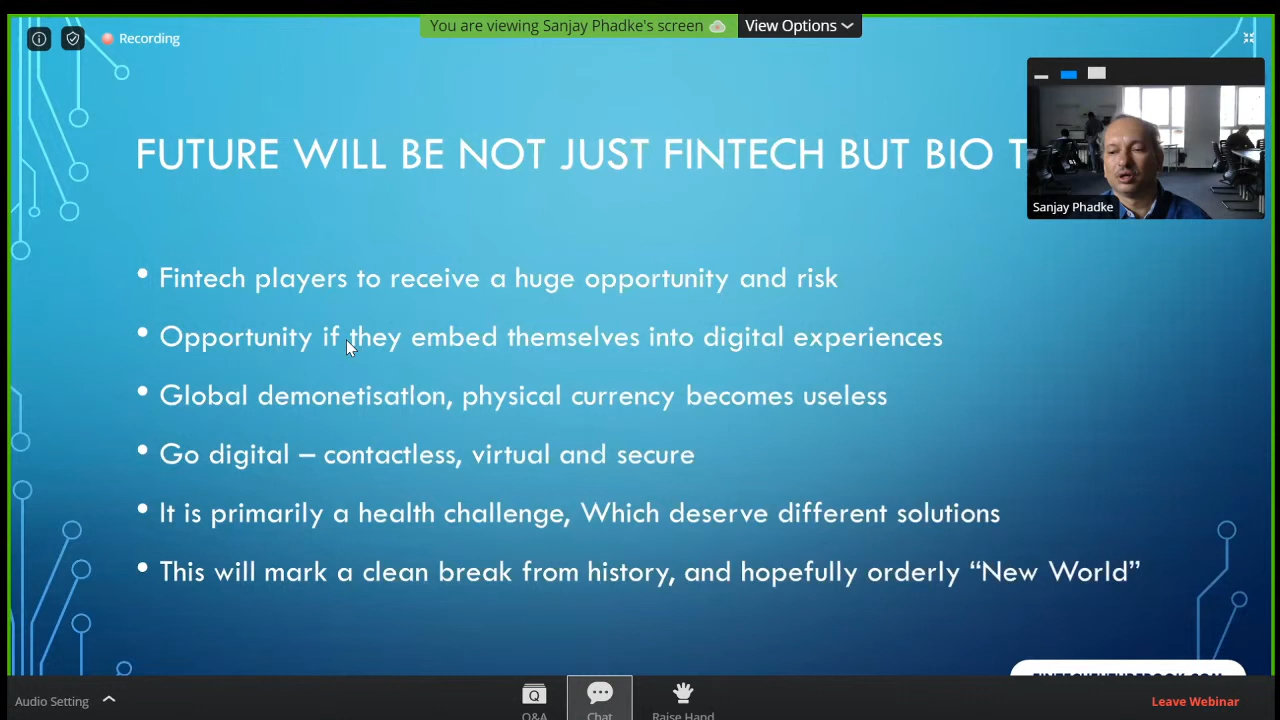 You are viewing Sanjay Phadke's screen
View Options
Recording
FUTURE WILL BE NOT JUST FINTECH BUT BIO
Sanjay Phadke
• Fintech players to receive a huge opportunity and risk
• Opportunity if they embed themselves into digital experiences
• Global demonetisatIon, physical currency becomes useless
• Go digital – contactless, virtual and secure
• It is primarily a health challenge, Which deserve different solutions
• This will mark a clean break from history, and hopefully orderly “New World”
Audio Setting
Q&A
Chat
Raise Hand
Leave Webinar